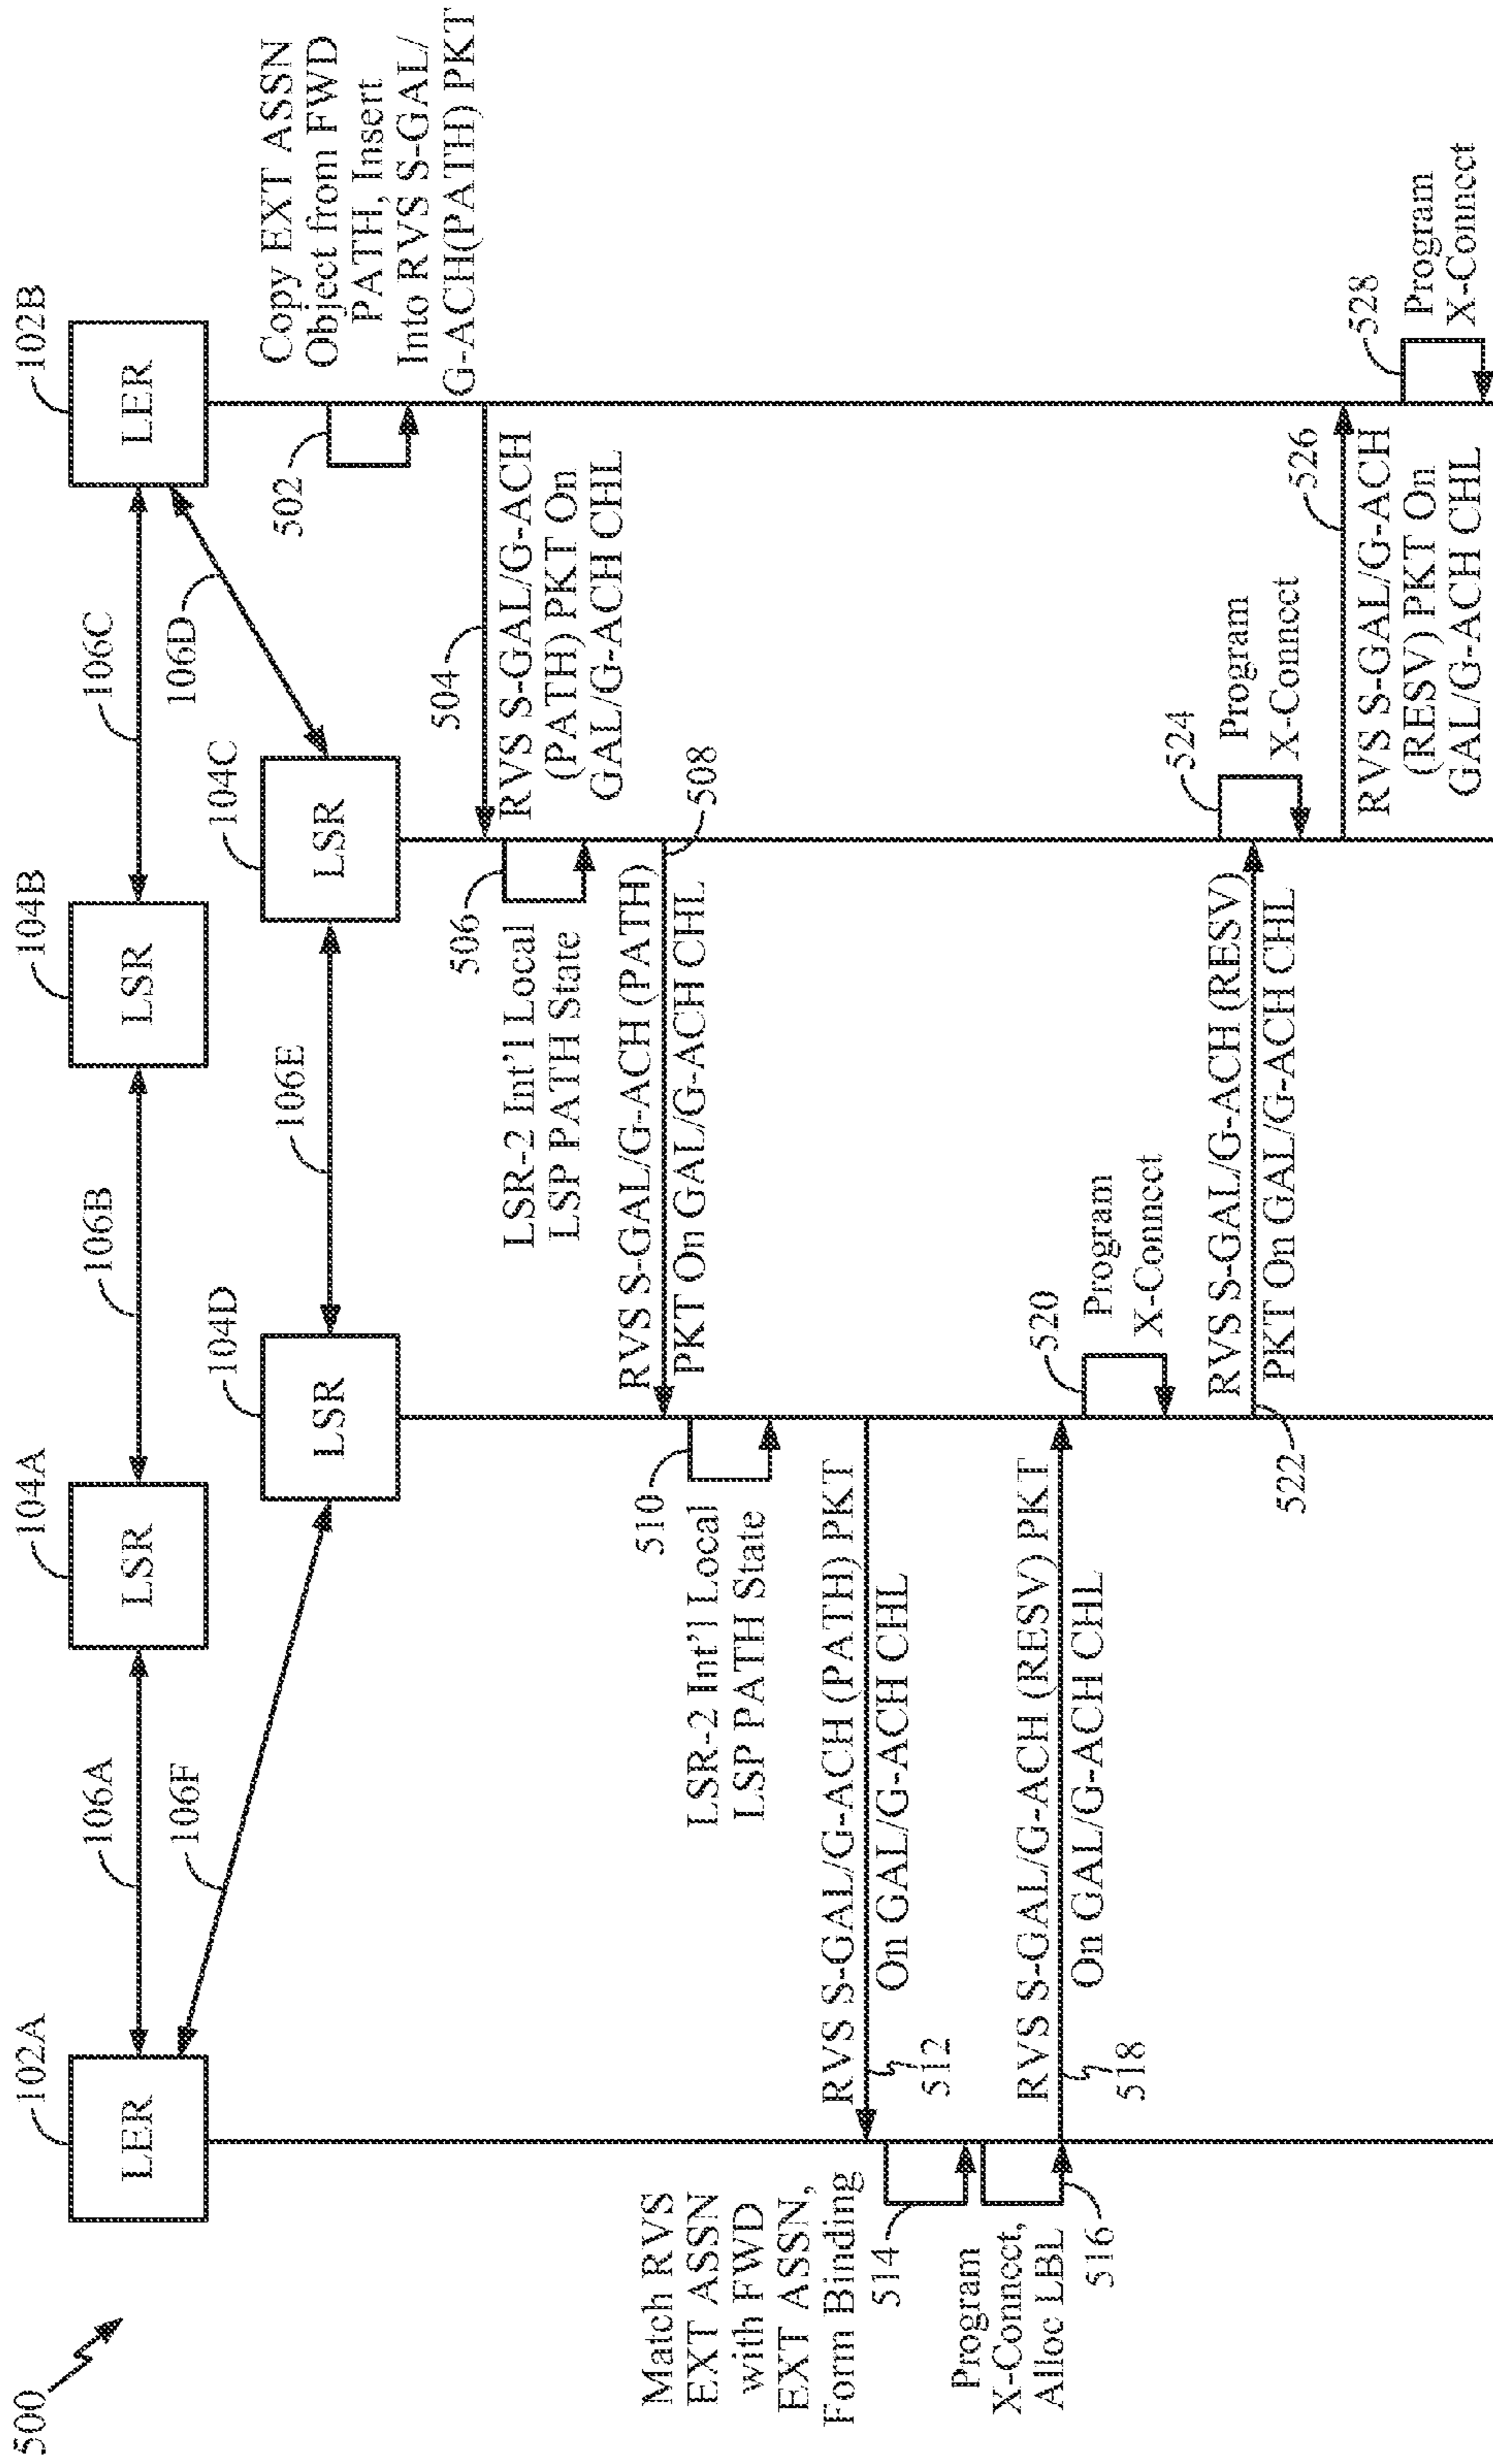 500
102A
LER
106A
106F
104A
LSR
106B
104D
LSR
106E
104B
LSR
104C
LSR
106C
106D
102B
LER
502
Copy EXT ASSN
Object from FWD
PATH, Insert
Into RVS S-GAL/
G-ACH(PATH) PKT
504
RVS S-GAL/G-ACH
(PATH) PKT On
GAL/G-ACH CHL
506
LSR-2 Int'l Local
LSP PATH State
508
RVS S-GAL/G-ACH (PATH)
PKT On GAL/G-ACH CHL
510
LSR-2 Int'l Local
LSP PATH State
RVS S-GAL/G-ACH (PATH) PKT
On GAL/G-ACH CHL
512
Match RVS
EXT ASSN
with FWD
EXT ASSN,
Form Binding
514
Program
X-Connect,
Alloc LBL
516
RVS S-GAL/G-ACH (RESV) PKT
On GAL/G-ACH CHL
518
520
Program
X-Connect
RVS S-GAL/G-ACH (RESV)
PKT On GAL/G-ACH CHL
522
524
Program
X-Connect
526
RVS S-GAL/G-ACH
(RESV) PKT On
GAL/G-ACH CHL
528
Program
X-Connect